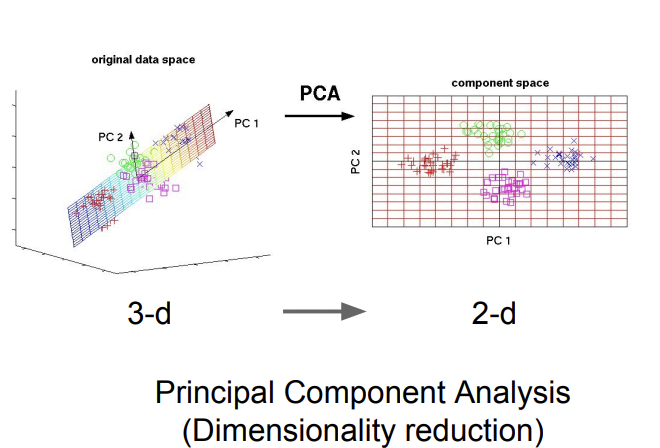 original data space
PC 2
PC 1
PCA
component space
PC 2
PC 1
3-d
2-d
Principal Component Analysis
(Dimensionality reduction)